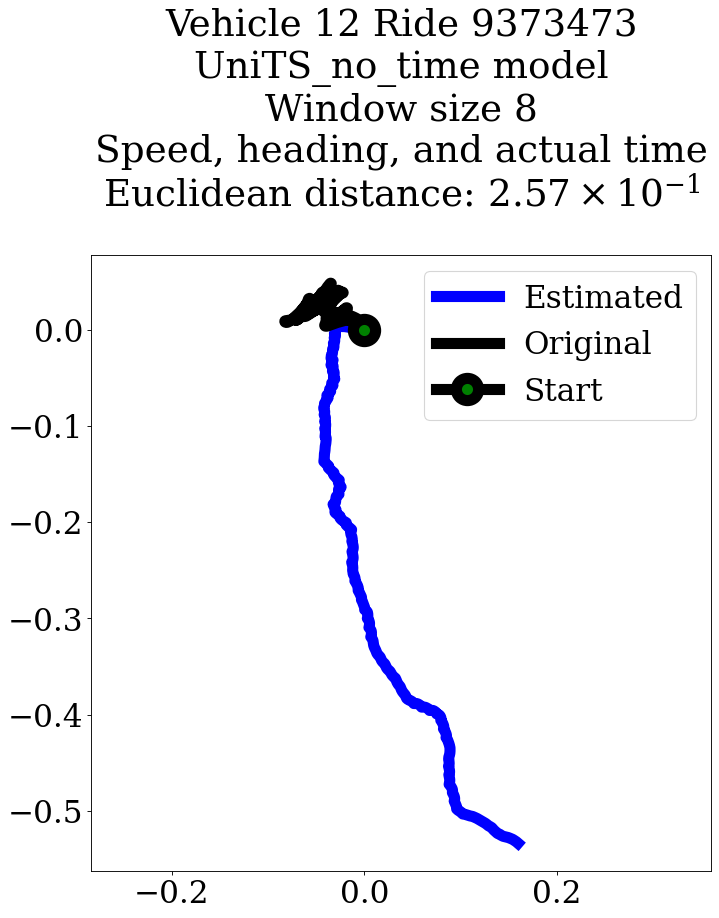 Vehicle 12 Ride 9373473
UniTS_no_time model
Window size 8
Speed, heading, and actual time
Euclidean distance: 2.57 × 10⁻¹
Estimated
Original
Start
0.0
−0.1
−0.2
−0.3
−0.4
−0.5
−0.2 0.0 0.2